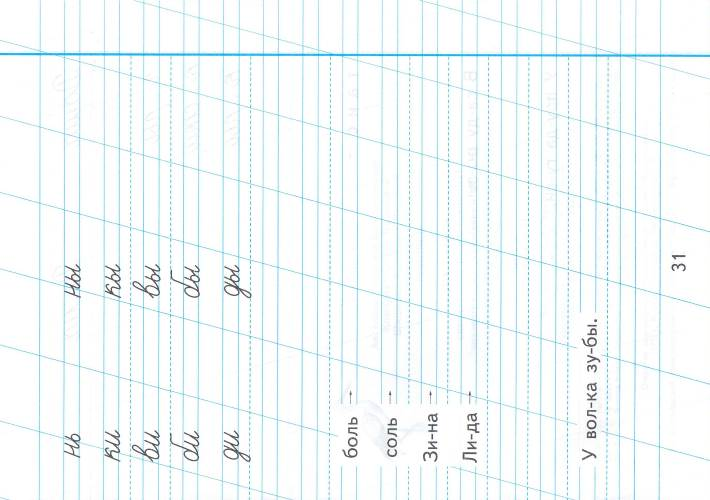 нь ны
ки кы
ви вы
би бы
ди ды
боль →
соль →
Зи-на →
Ли-да →
У вол-ка зу-бы.
31